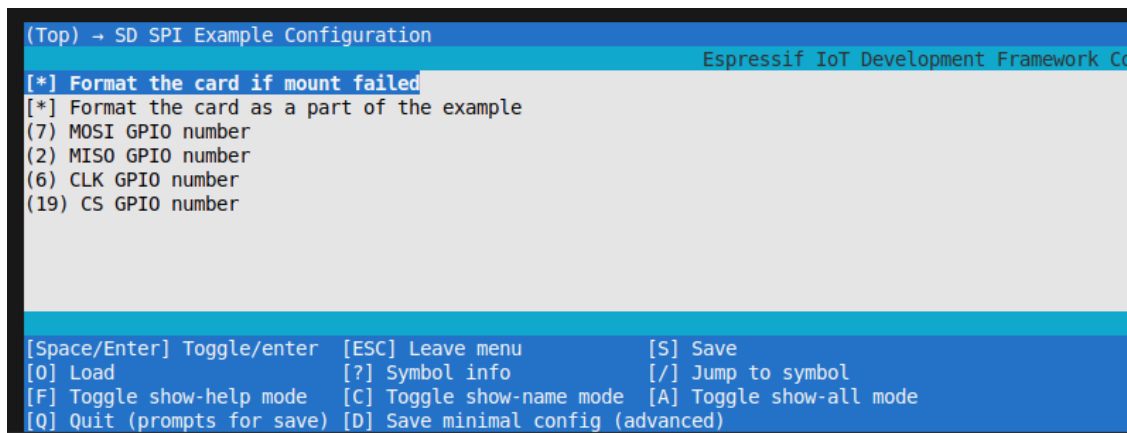 (Top) → SD SPI Example Configuration
Espressif IoT Development Framework Co
[*] Format the card if mount failed
[*] Format the card as a part of the example
(7) MOSI GPIO number
(2) MISO GPIO number
(6) CLK GPIO number
(19) CS GPIO number
[Space/Enter] Toggle/enter [ESC] Leave menu [S] Save
[O] Load [?] Symbol info [/] Jump to symbol
[F] Toggle show-help mode [C] Toggle show-name mode [A] Toggle show-all mode
[Q] Quit (prompts for save) [D] Save minimal config (advanced)